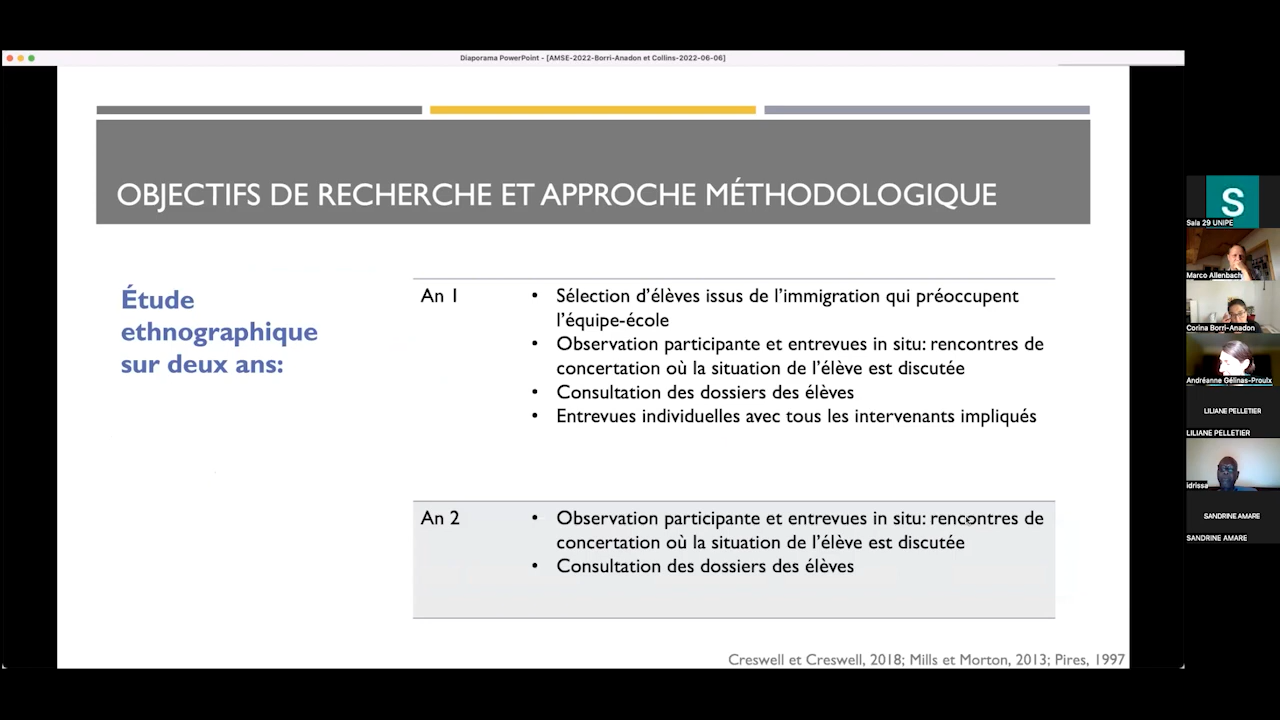 Diaporama PowerPoint - [AMSE-2022-Borri-Anadon et Collins-2022-06-06]
OBJECTIFS DE RECHERCHE ET APPROCHE MÉTHODOLOGIQUE
Étude
ethnographique
sur deux ans:
An 1
• Sélection d’élèves issus de l’immigration qui préoccupent
l’équipe-école
• Observation participante et entrevues in situ: rencontres de
concertation où la situation de l’élève est discutée
• Consultation des dossiers des élèves
• Entrevues individuelles avec tous les intervenants impliqués
An 2
• Observation participante et entrevues in situ: rencontres de
concertation où la situation de l’élève est discutée
• Consultation des dossiers des élèves
Creswell et Creswell, 2018; Mills et Morton, 2013; Pires, 1997
S
Sala 29 UNIPE
Marco Allenbach
Corina Borri-Anadon
Andréanne Gélinas-Proulx
LILIANE PELLETIER
LILIANE PELLETIER
idrissa
SANDRINE AMARE
SANDRINE AMARE